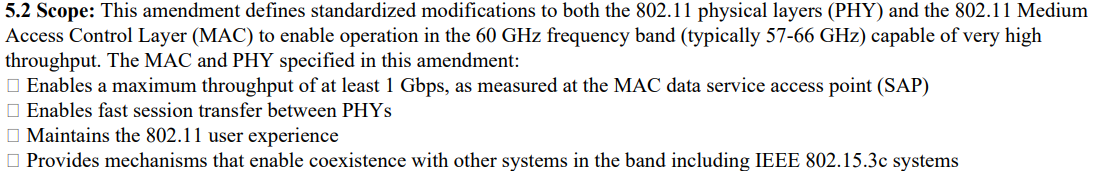 5.2 Scope: This amendment defines standardized modifications to both the 802.11 physical layers (PHY) and the 802.11 Medium
Access Control Layer (MAC) to enable operation in the 60 GHz frequency band (typically 57-66 GHz) capable of very high
throughput. The MAC and PHY specified in this amendment:
□ Enables a maximum throughput of at least 1 Gbps, as measured at the MAC data service access point (SAP)
□ Enables fast session transfer between PHYs
□ Maintains the 802.11 user experience
□ Provides mechanisms that enable coexistence with other systems in the band including IEEE 802.15.3c systems